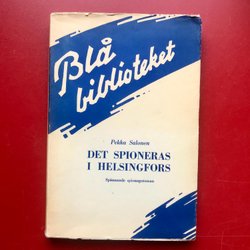 Blå
biblioteket
Pekka Salonen
DET SPIONERAS
I HELSINGFORS
Spännande spionageroman